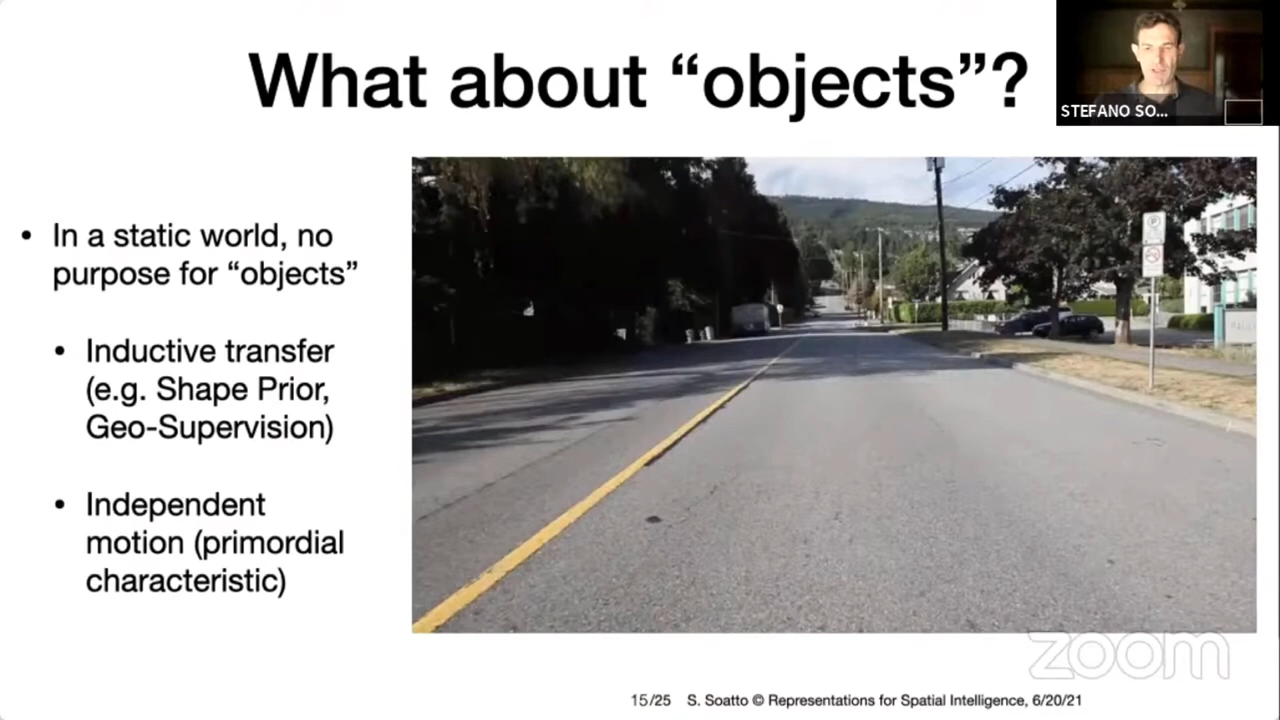 What about “objects”?
STEFANO SO...
• In a static world, no
purpose for “objects”
• Inductive transfer
(e.g. Shape Prior,
Geo-Supervision)
• Independent
motion (primordial
characteristic)
P
zoom
15/25 S. Soatto © Representations for Spatial Intelligence, 6/20/21